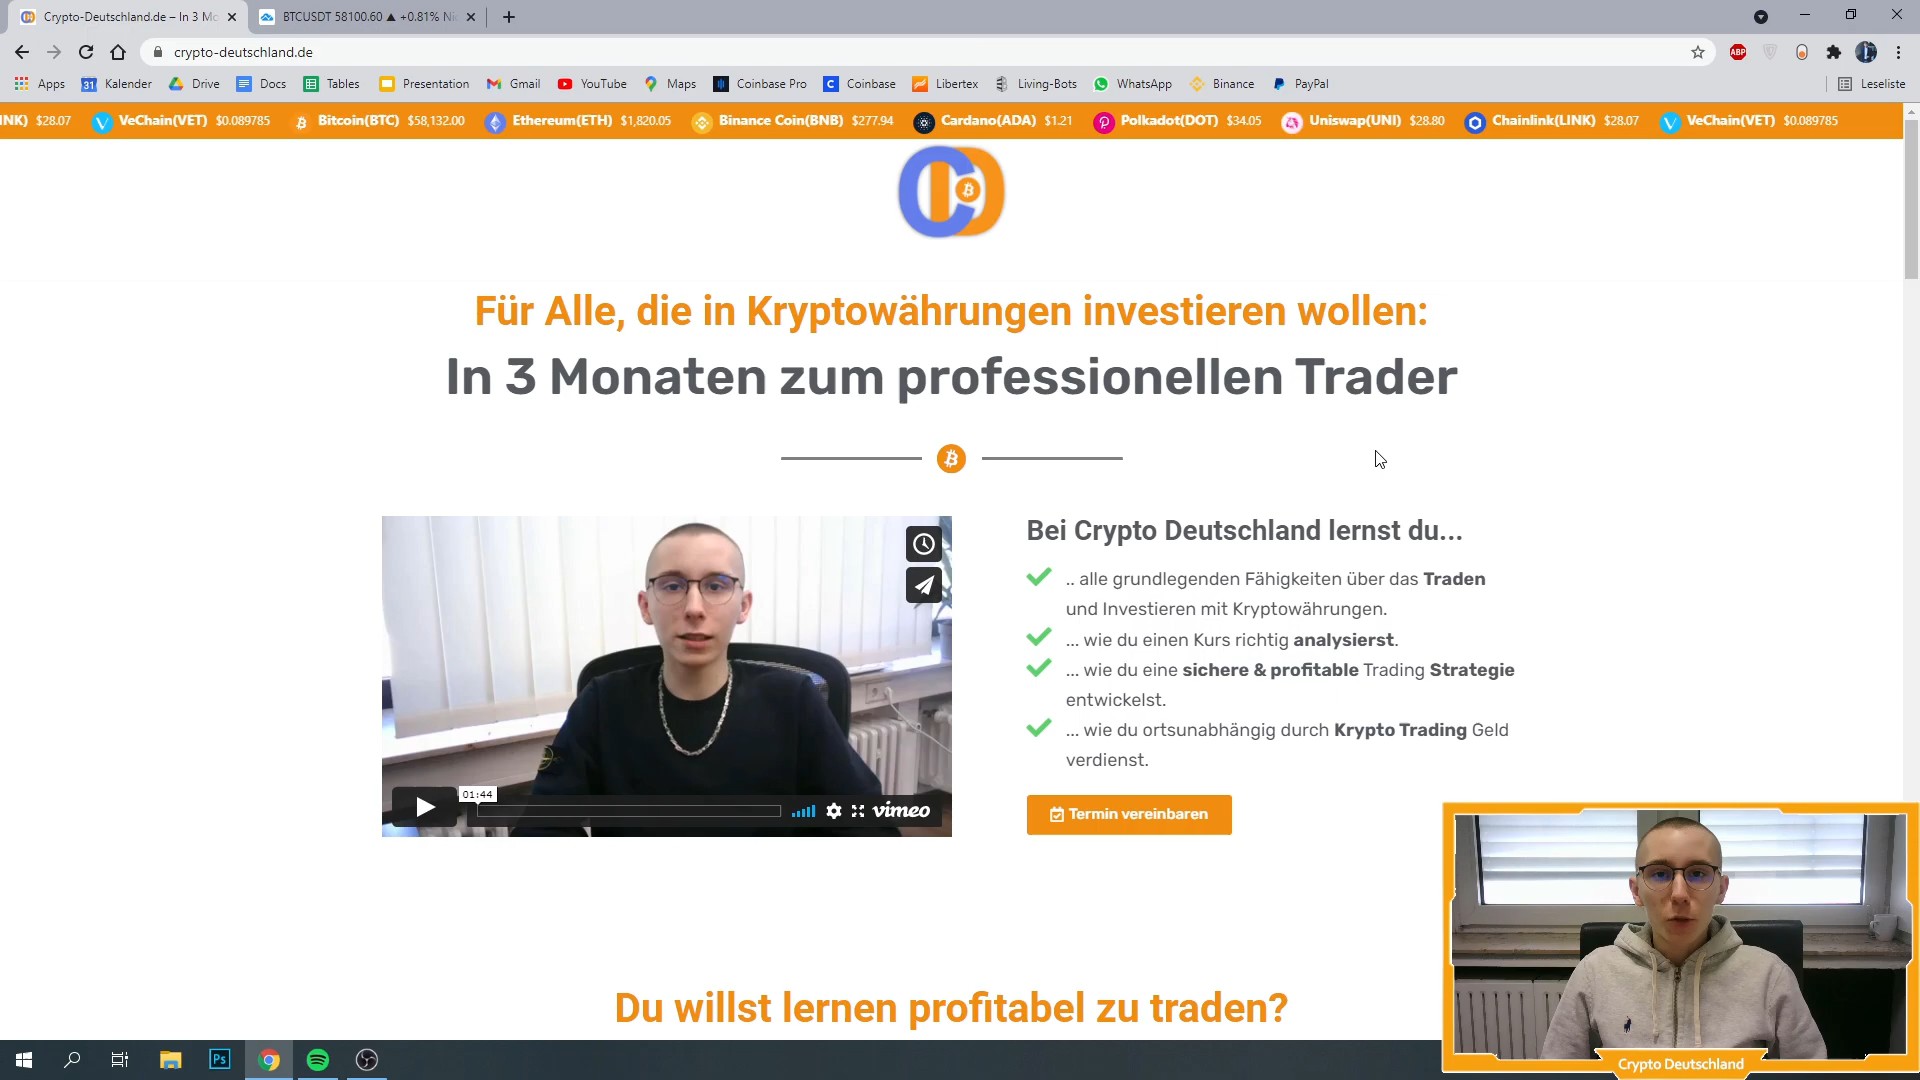 Crypto-Deutschland.de – In 3 Mo
BTCUSDT 58100.60 ▲ +0.81% Ni
crypto-deutschland.de
ABP
Apps
31 Kalender
Drive
Docs
Tables
Presentation
Gmail
YouTube
Maps
Coinbase Pro
Coinbase
Libertex
Living-Bots
WhatsApp
Binance
PayPal
Leseliste
INK) $28.07 VeChain(VET) $0.089785 Bitcoin(BTC) $58,132.00 Ethereum(ETH) $1,820.05 Binance Coin(BNB) $277.94 Cardano(ADA) $1.21 Polkadot(DOT) $34.05 Uniswap(UNI) $28.80 Chainlink(LINK) $28.07 VeChain(VET) $0.089785
Für Alle, die in Kryptowährungen investieren wollen:
In 3 Monaten zum professionellen Trader
01:44
vimeo
Bei Crypto Deutschland lernst du...
.. alle grundlegenden Fähigkeiten über das Traden
und Investieren mit Kryptowährungen.
... wie du einen Kurs richtig analysierst.
... wie du eine sichere & profitable Trading Strategie
entwickelst.
... wie du ortsunabhängig durch Krypto Trading Geld
verdienst.
Termin vereinbaren
Du willst lernen profitabel zu traden?
Ps
Crypto Deutschland